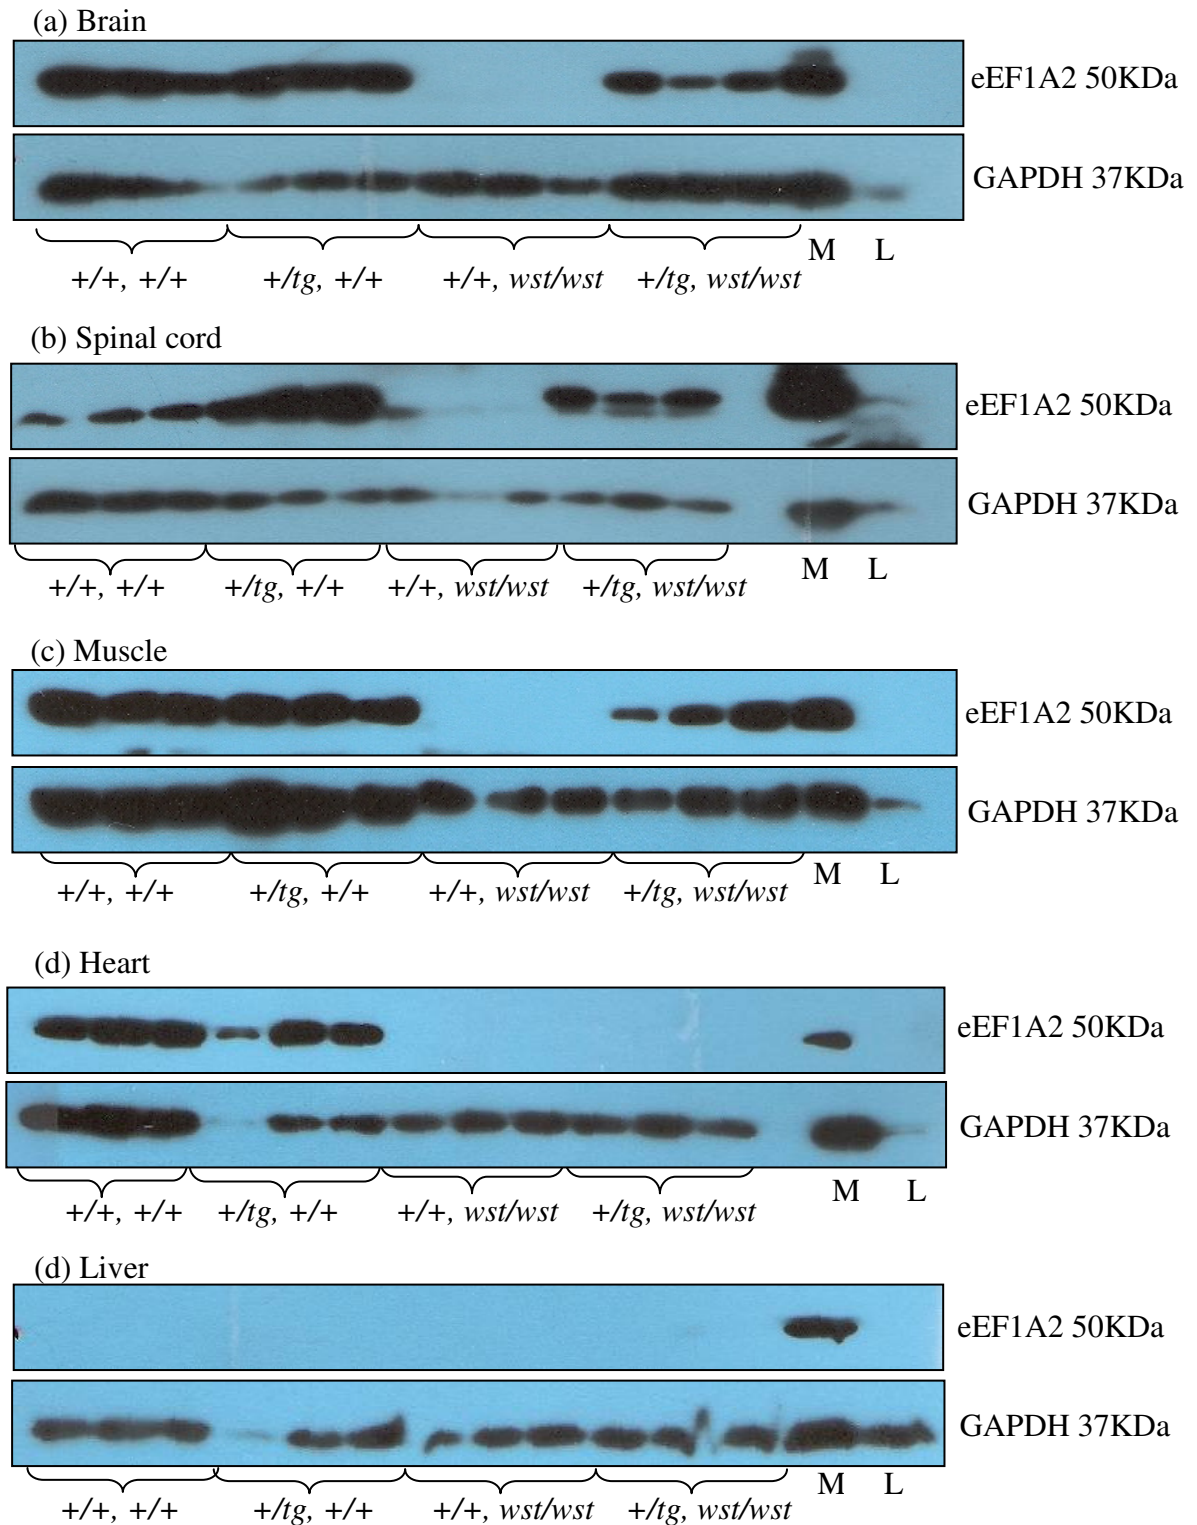 (a) Brain
eEF1A2 50KDa
GAPDH 37KDa
+/+, +/+ +/tg, +/+ +/+, wst/wst +/tg, wst/wst M L
(b) Spinal cord
eEF1A2 50KDa
GAPDH 37KDa
+/+, +/+ +/tg, +/+ +/+, wst/wst +/tg, wst/wst M L
(c) Muscle
eEF1A2 50KDa
GAPDH 37KDa
+/+, +/+ +/tg, +/+ +/+, wst/wst +/tg, wst/wst M L
(d) Heart
eEF1A2 50KDa
GAPDH 37KDa
+/+, +/+ +/tg, +/+ +/+, wst/wst +/tg, wst/wst M L
(d) Liver
eEF1A2 50KDa
GAPDH 37KDa
+/+, +/+ +/tg, +/+ +/+, wst/wst +/tg, wst/wst M L